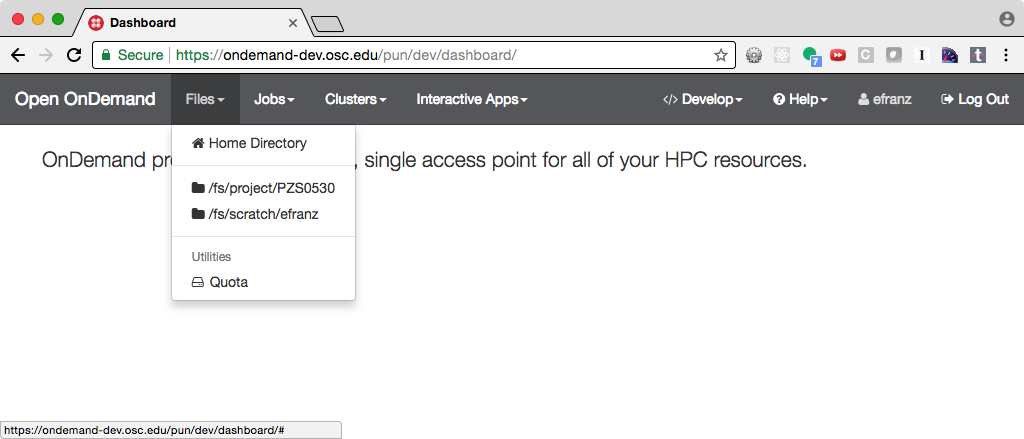 Dashboard
Secure https://ondemand-dev.osc.edu/pun/dev/dashboard/
7 C I t
Open OnDemand Files Jobs Clusters Interactive Apps </> Develop Help efranz Log Out
Home Directory
OnDemand pr , single access point for all of your HPC resources.
/fs/project/PZS0530
/fs/scratch/efranz
Utilities
Quota
https://ondemand-dev.osc.edu/pun/dev/dashboard/#